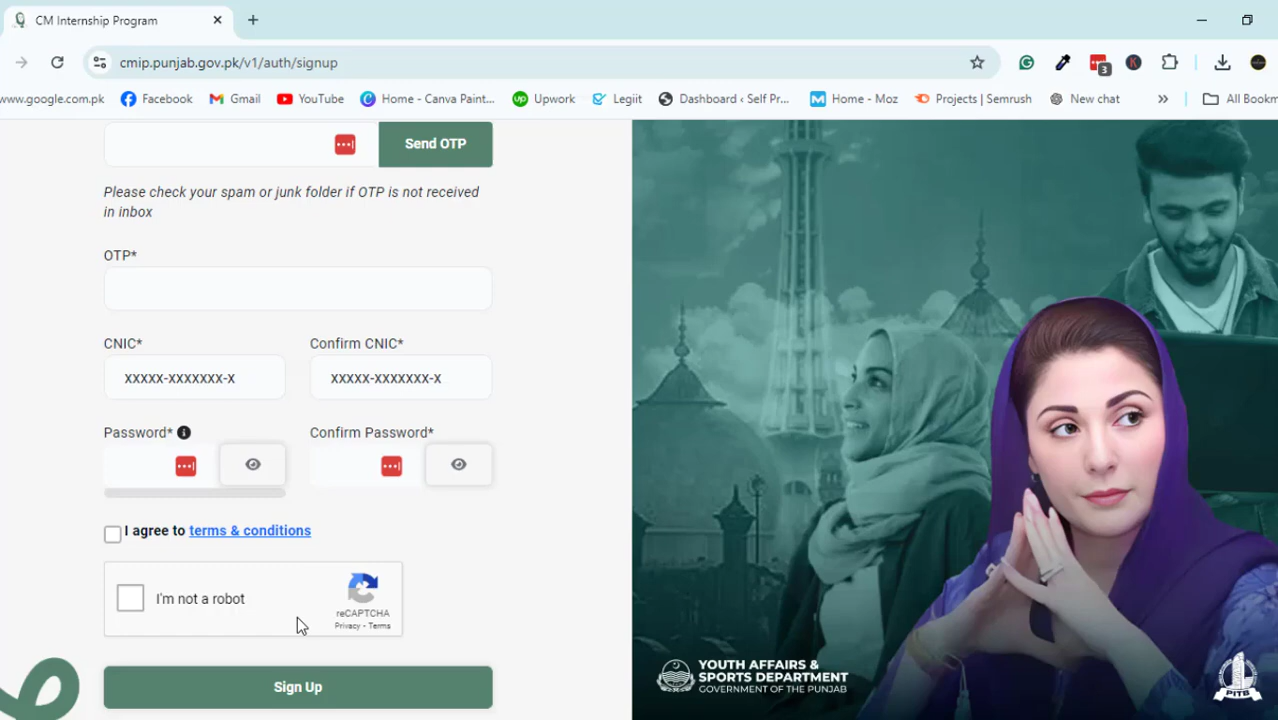 CM Internship Program
cmip.punjab.gov.pk/v1/auth/signup
3
www.google.com.pk
Facebook
Gmail
YouTube
Home - Canva Paint...
Upwork
Legiit
Dashboard ‹ Self Pr...
Home - Moz
Projects | Semrush
New chat
»
All Bookm
Send OTP
Please check your spam or junk folder if OTP is not received
in inbox
OTP*
CNIC*
Confirm CNIC*
xxxxx-xxxxxxx-x
xxxxx-xxxxxxx-x
Password*
Confirm Password*
I agree to terms & conditions
I'm not a robot
reCAPTCHA
Privacy - Terms
Sign Up
YOUTH AFFAIRS &
SPORTS DEPARTMENT
GOVERNMENT OF THE PUNJAB
PITB